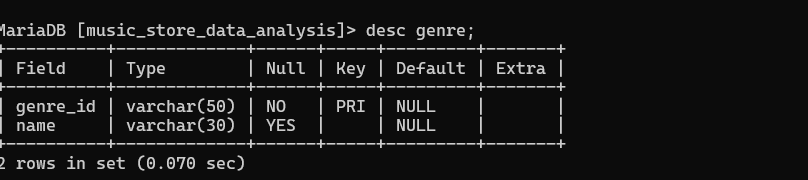 MariaDB [music_store_data_analysis]> desc genre;
+----------+-------------+------+-----+---------+-------+
| Field    | Type        | Null | Key | Default | Extra |
+----------+-------------+------+-----+---------+-------+
| genre_id | varchar(50) | NO   | PRI | NULL    |       |
| name     | varchar(30) | YES  |     | NULL    |       |
+----------+-------------+------+-----+---------+-------+
2 rows in set (0.070 sec)